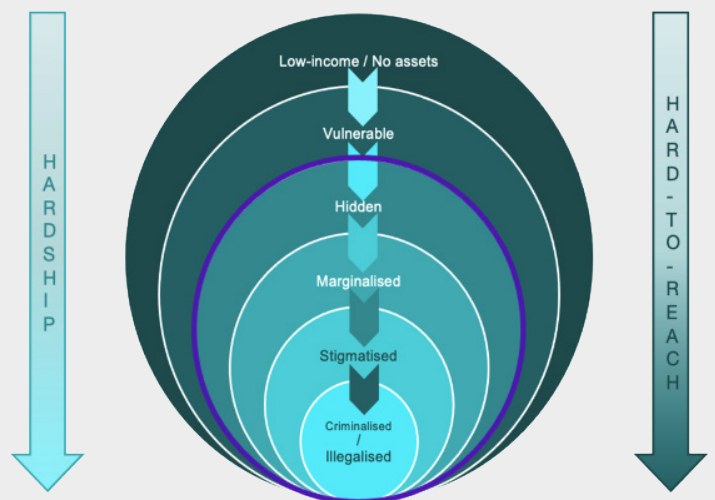 Low-income / No assets
Vulnerable
Hidden
Marginalised
Stigmatised
Criminalised
/
Illegalised
HARDSHIP
HARD-TO-REACH